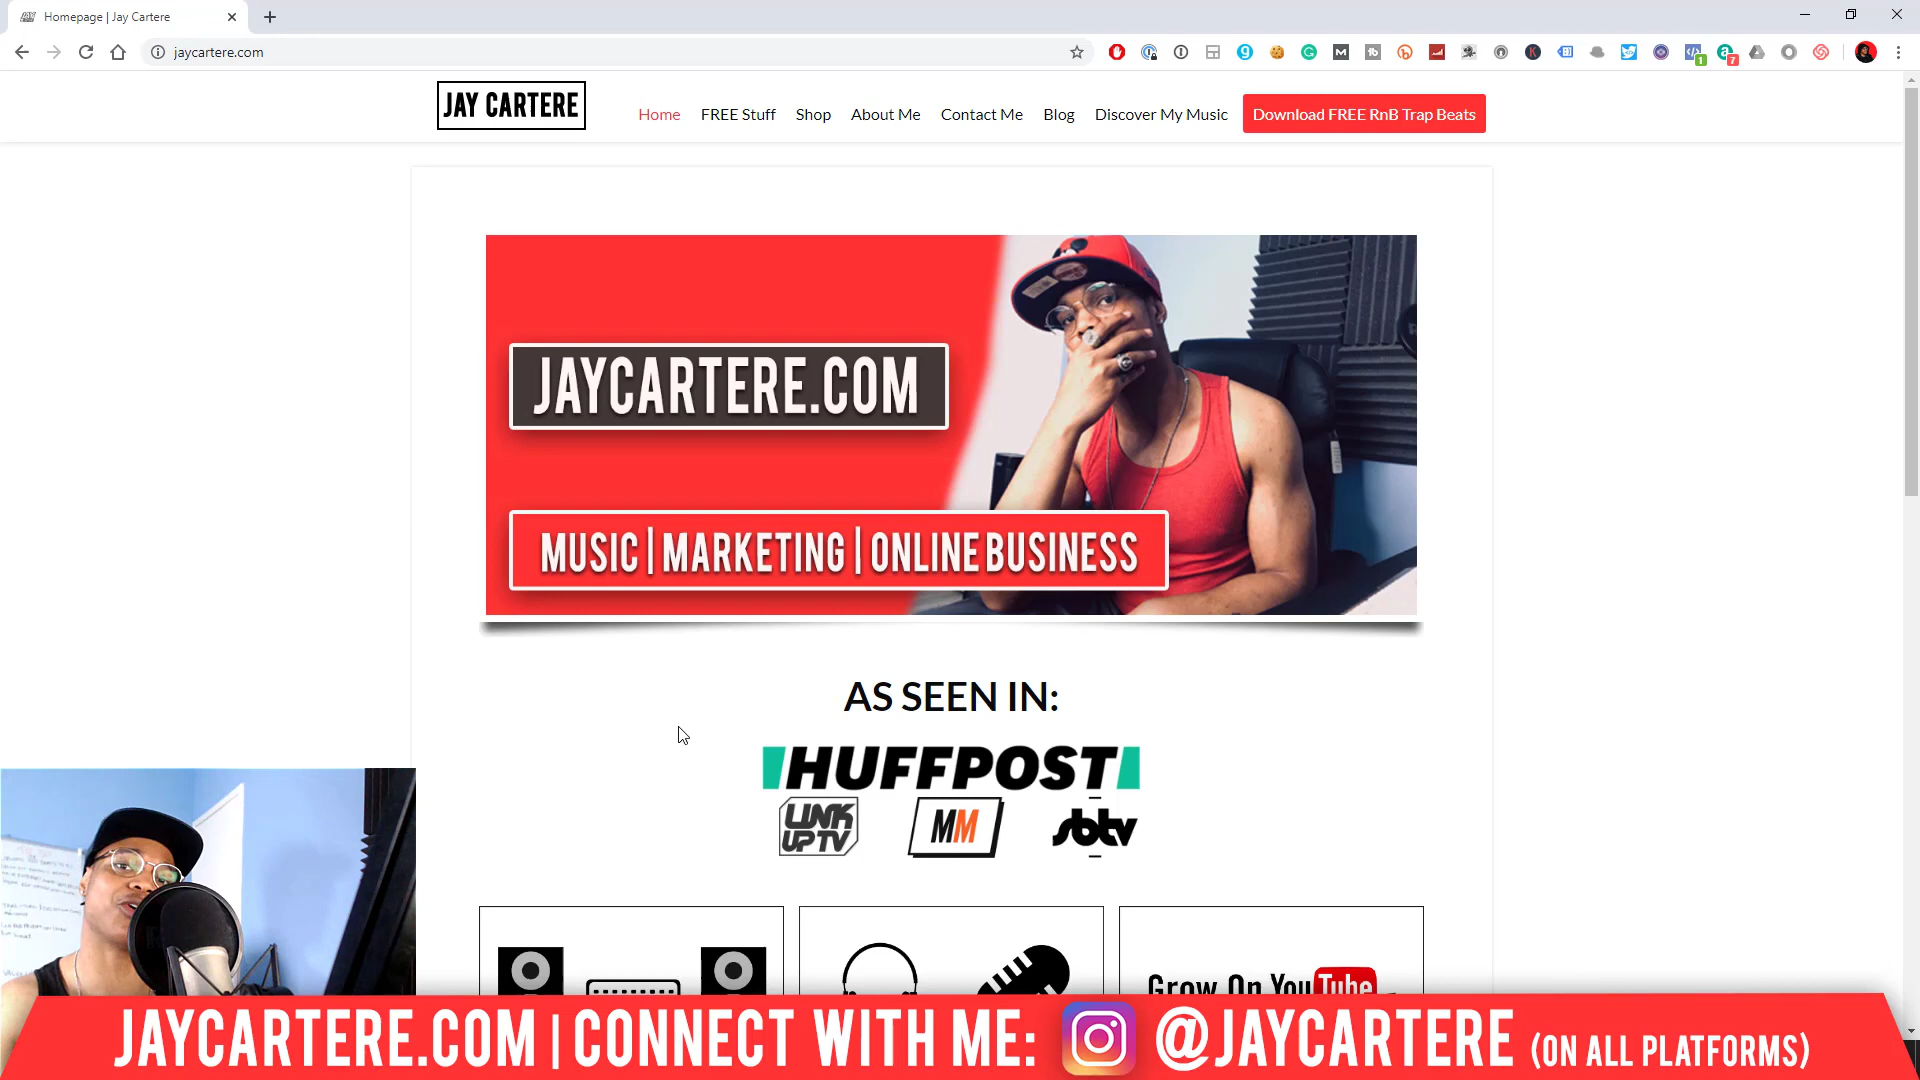 Homepage | Jay Cartere
jaycartere.com
1
7
JAY CARTERE
Home
FREE Stuff
Shop
About Me
Contact Me
Blog
Discover My Music
Download FREE RnB Trap Beats
JAYCARTERE.COM
MUSIC | MARKETING | ONLINE BUSINESS
AS SEEN IN:
HUFFPOST
LINK
UP TV
MM
sbtv
Grow On YouTube
JAYCARTERE.COM | CONNECT WITH ME: @JAYCARTERE (ON ALL PLATFORMS)